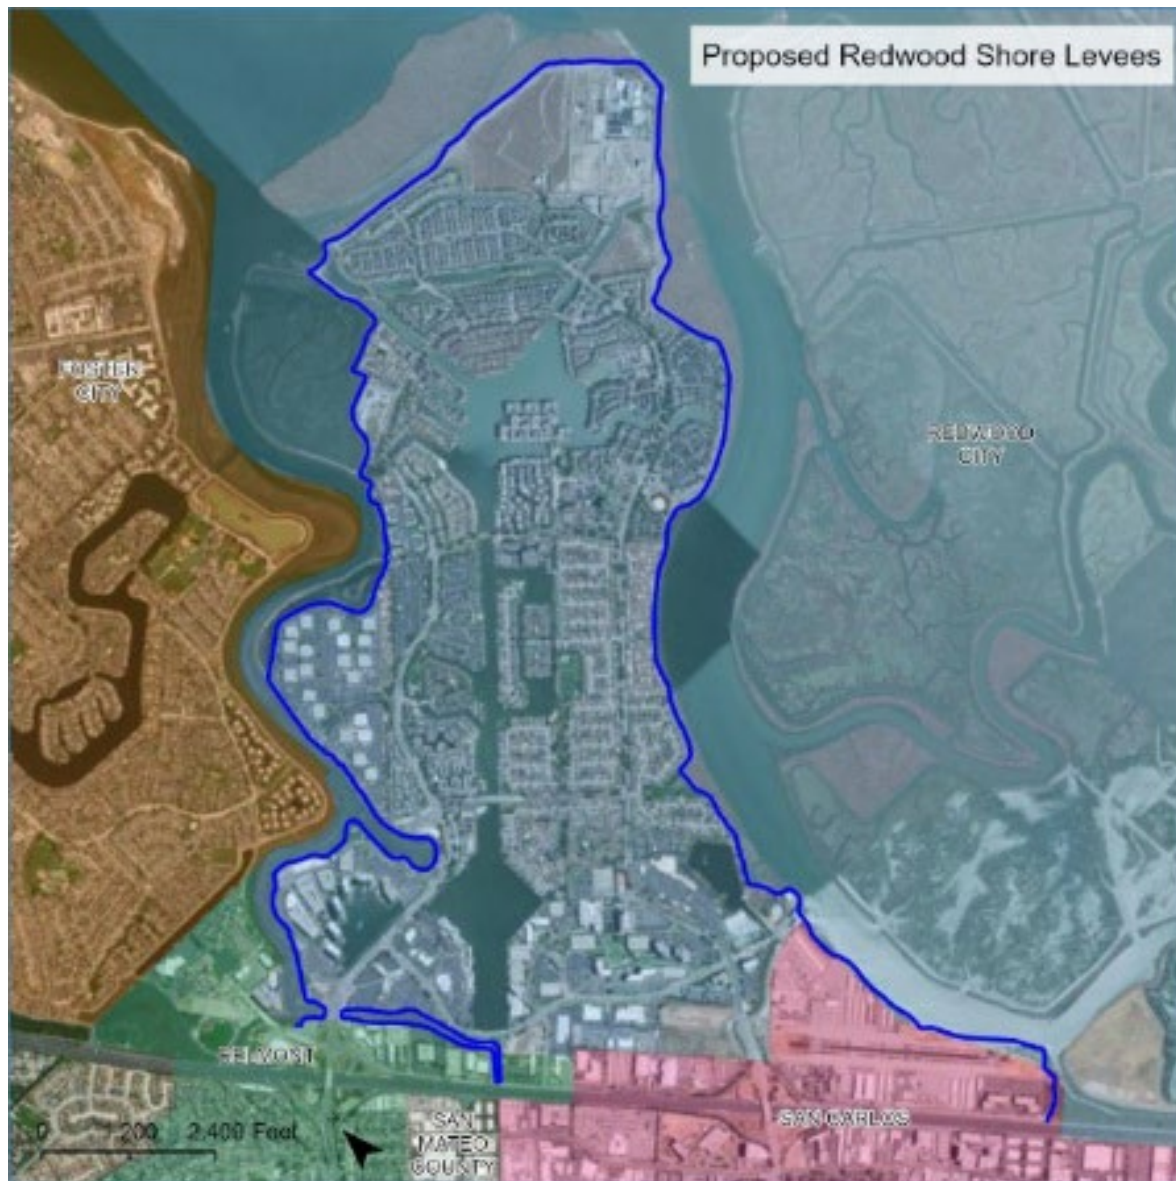 Proposed Redwood Shore Levees
FOSTER
CITY
REDWOOD
CITY
BELMONT
SAN CARLOS
SAN
MATEO
COUNTY
0 200 2,400 Feet